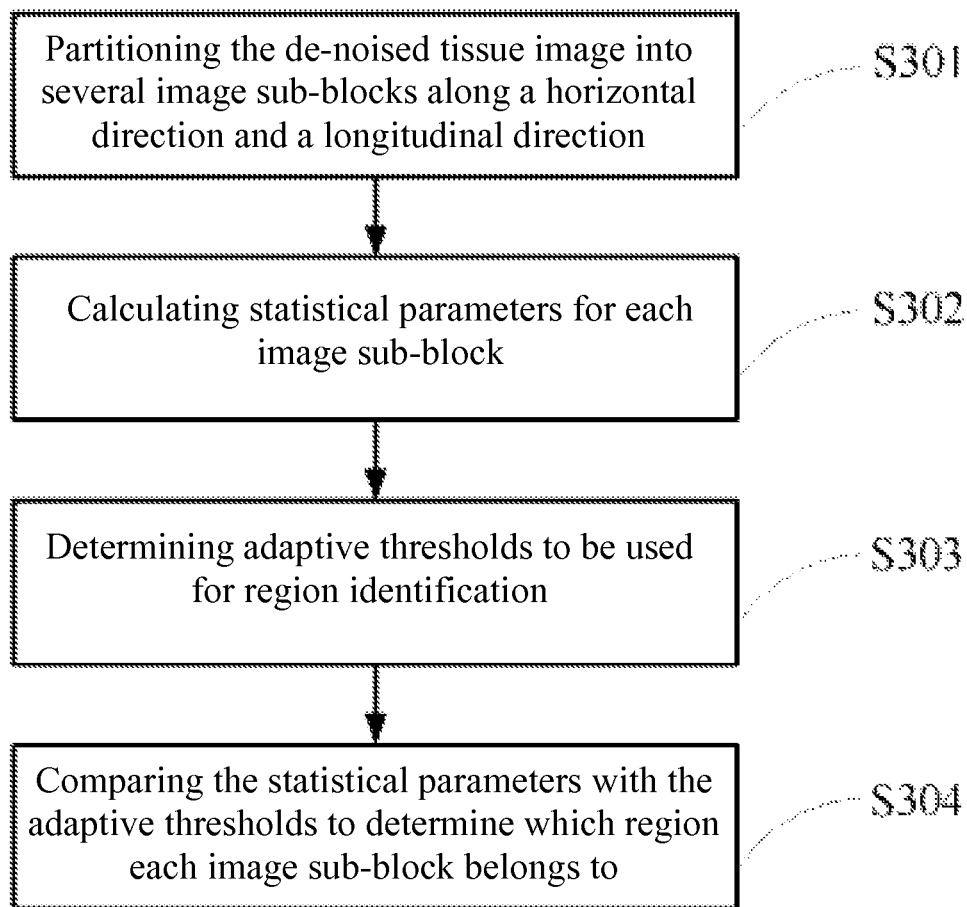 Partitioning the de-noised tissue image into
several image sub-blocks along a horizontal
direction and a longitudinal direction
S301
Calculating statistical parameters for each
image sub-block
S302
Determining adaptive thresholds to be used
for region identification
S303
Comparing the statistical parameters with the
adaptive thresholds to determine which region
each image sub-block belongs to
S304